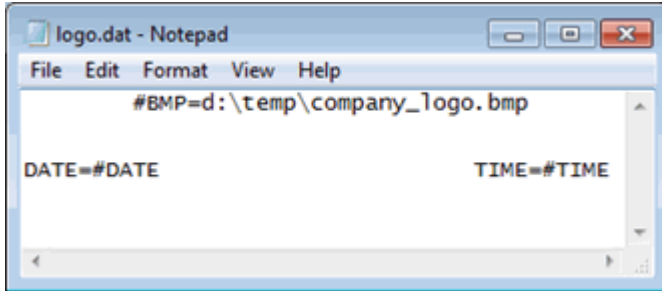 logo.dat - Notepad
File Edit Format View Help
#BMP=d:\temp\company_logo.bmp
DATE=#DATE TIME=#TIME